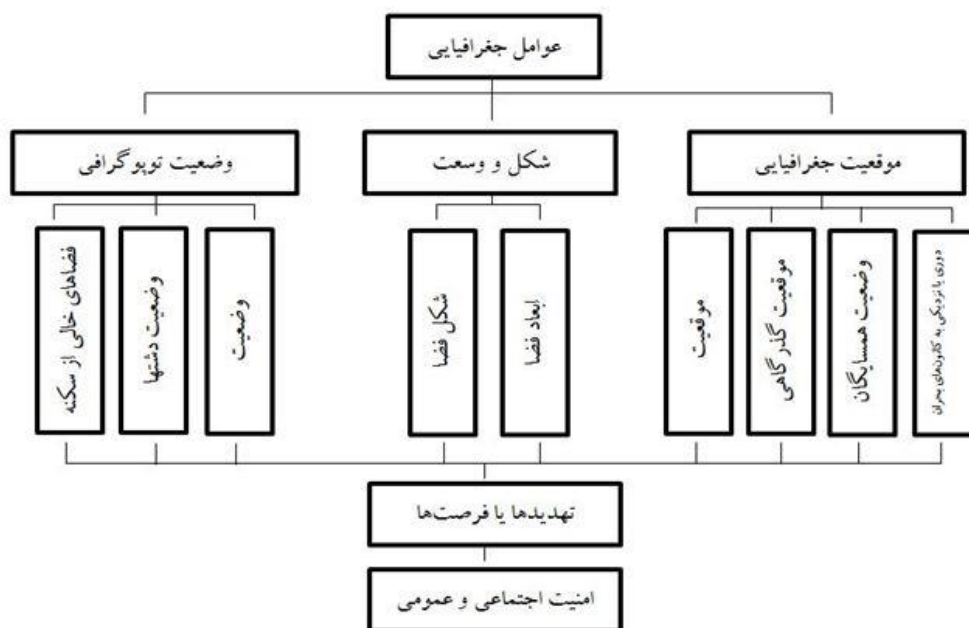 عوامل جغرافیایی
موقعیت جغرافیایی
شکل و وسعت
وضعیت توپوگرافی
دوری یا نزدیکی به کانون‌های بحران
وضعیت همسایگان
موقعیت گذرگاهی
موقعیت
ابعاد فضا
شکل فضا
وضعیت
وضعیت دشتها
فضاهای خالی از سکنه
تهدیدها یا فرصت‌ها
امنیت اجتماعی و عمومی